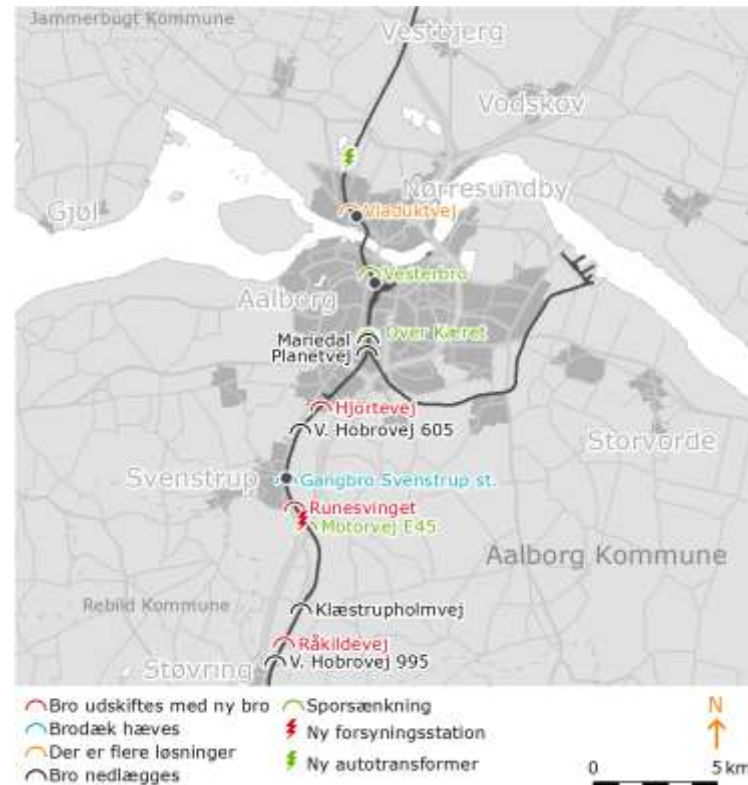 Jammerbugt Kommune
Vestbjerg
Vodskov
Nørresundby
Gjøl
Viaduktvej
Vesterbro
Aalborg
Over Kæret
Mariedal
Planetvej
Hjortevej
V. Hobrovej 605
Storvorde
Svenstrup
Gangbro Svenstrup st.
Runesvinget
Motorvej E45
Aalborg Kommune
Rebild Kommune
Klæstrupholmvej
Råkildevej
Støvring
V. Hobrovej 995
Bro udskiftes med ny bro
Brodæk hæves
Der er flere løsninger
Bro nedlægges
Sporsænkning
Ny forsyningsstation
Ny autotransformer
N
0 5 km